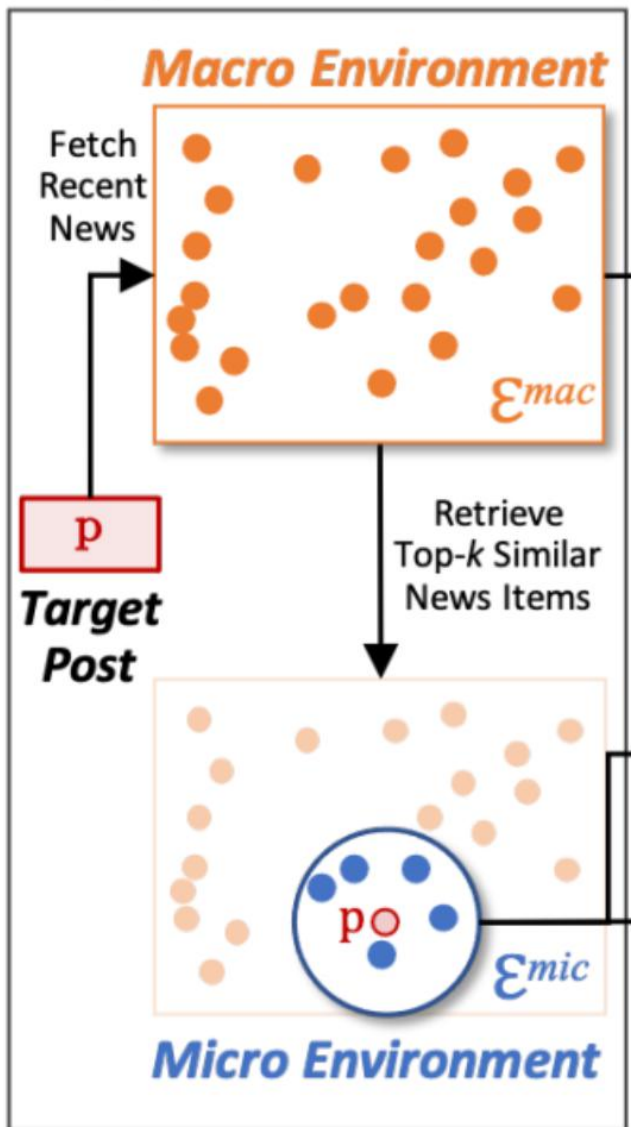 Macro Environment
Fetch
Recent
News
ℰᵐᵃᶜ
p
Target
Post
Retrieve
Top-k Similar
News Items
p
ℰᵐⁱᶜ
Micro Environment